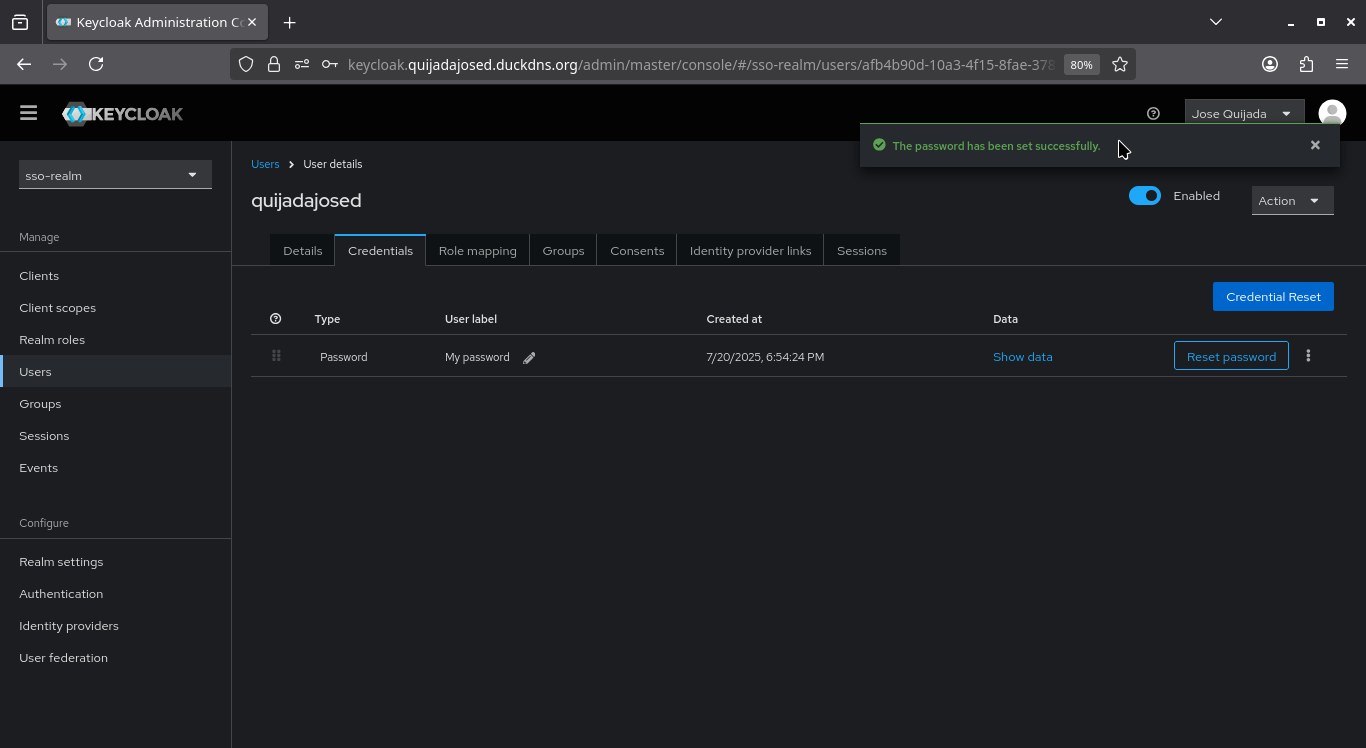 Keycloak Administration Co
keycloak.quijadajosed.duckdns.org/admin/master/console/#/sso-realm/users/afb4b90d-10a3-4f15-8fae-378
80%
KEYCLOAK
Jose Quijada
The password has been set successfully.
sso-realm
Users
User details
quijadajosed
Enabled
Action
Manage
Details
Credentials
Role mapping
Groups
Consents
Identity provider links
Sessions
Clients
Client scopes
Realm roles
Users
Groups
Sessions
Events
Credential Reset
Type
User label
Created at
Data
Password
My password
7/20/2025, 6:54:24 PM
Show data
Reset password
Configure
Realm settings
Authentication
Identity providers
User federation